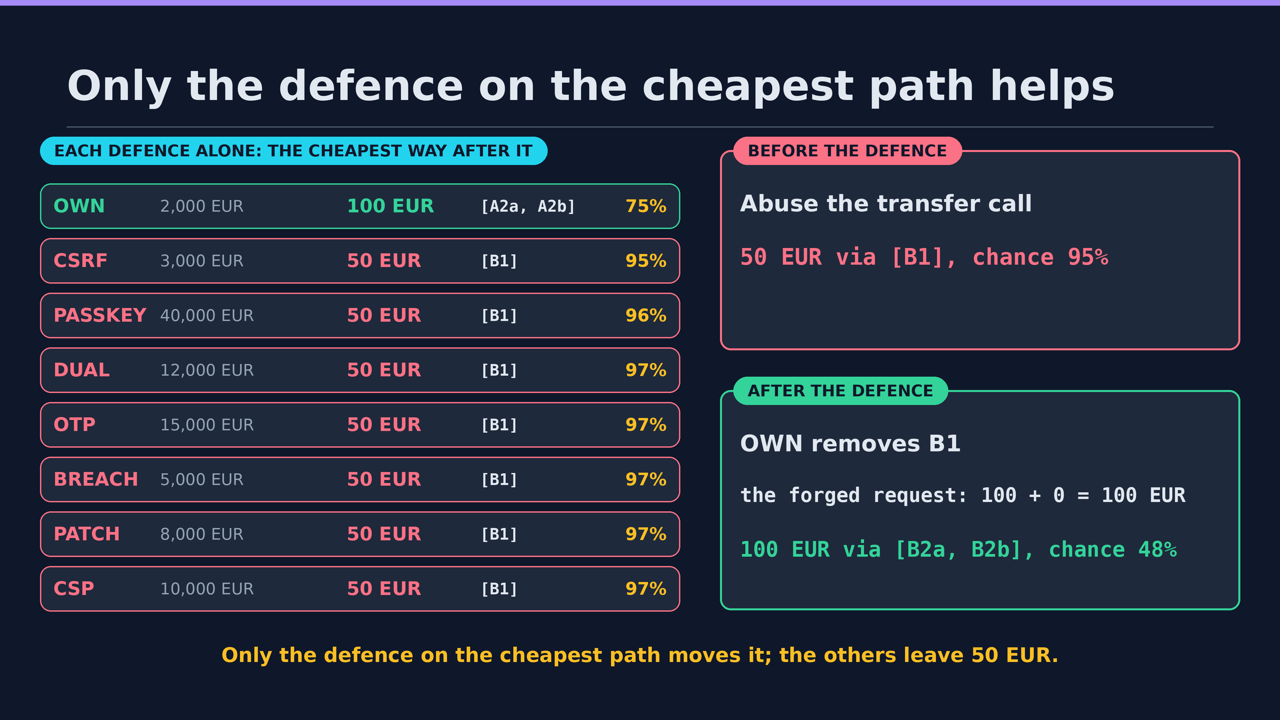 Only the defence on the cheapest path helps
EACH DEFENCE ALONE: THE CHEAPEST WAY AFTER IT
OWN 2,000 EUR 100 EUR [A2a, A2b] 75%
CSRF 3,000 EUR 50 EUR [B1] 95%
PASSKEY 40,000 EUR 50 EUR [B1] 96%
DUAL 12,000 EUR 50 EUR [B1] 97%
OTP 15,000 EUR 50 EUR [B1] 97%
BREACH 5,000 EUR 50 EUR [B1] 97%
PATCH 8,000 EUR 50 EUR [B1] 97%
CSP 10,000 EUR 50 EUR [B1] 97%
BEFORE THE DEFENCE
Abuse the transfer call
50 EUR via [B1], chance 95%
AFTER THE DEFENCE
OWN removes B1
the forged request: 100 + 0 = 100 EUR
100 EUR via [B2a, B2b], chance 48%
Only the defence on the cheapest path moves it; the others leave 50 EUR.